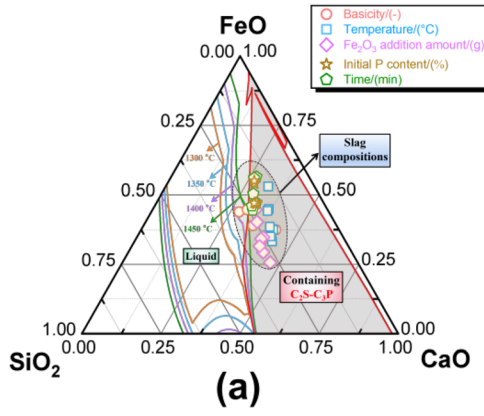 FeO
0.00 1.00
Basicity/(-)
Temperature/(°C)
Fe₂O₃ addition amount/(g)
Initial P content/(%)
Time/(min)
0.25
0.75
1300 °C
Slag
compositions
1350 °C
0.50
0.50
1400 °C
1450 °C
Liquid
0.75
0.25
Containing
C₂S-C₃P
1.00
0.00
0.00 0.25 0.50 0.75 1.00
SiO₂
CaO
(a)